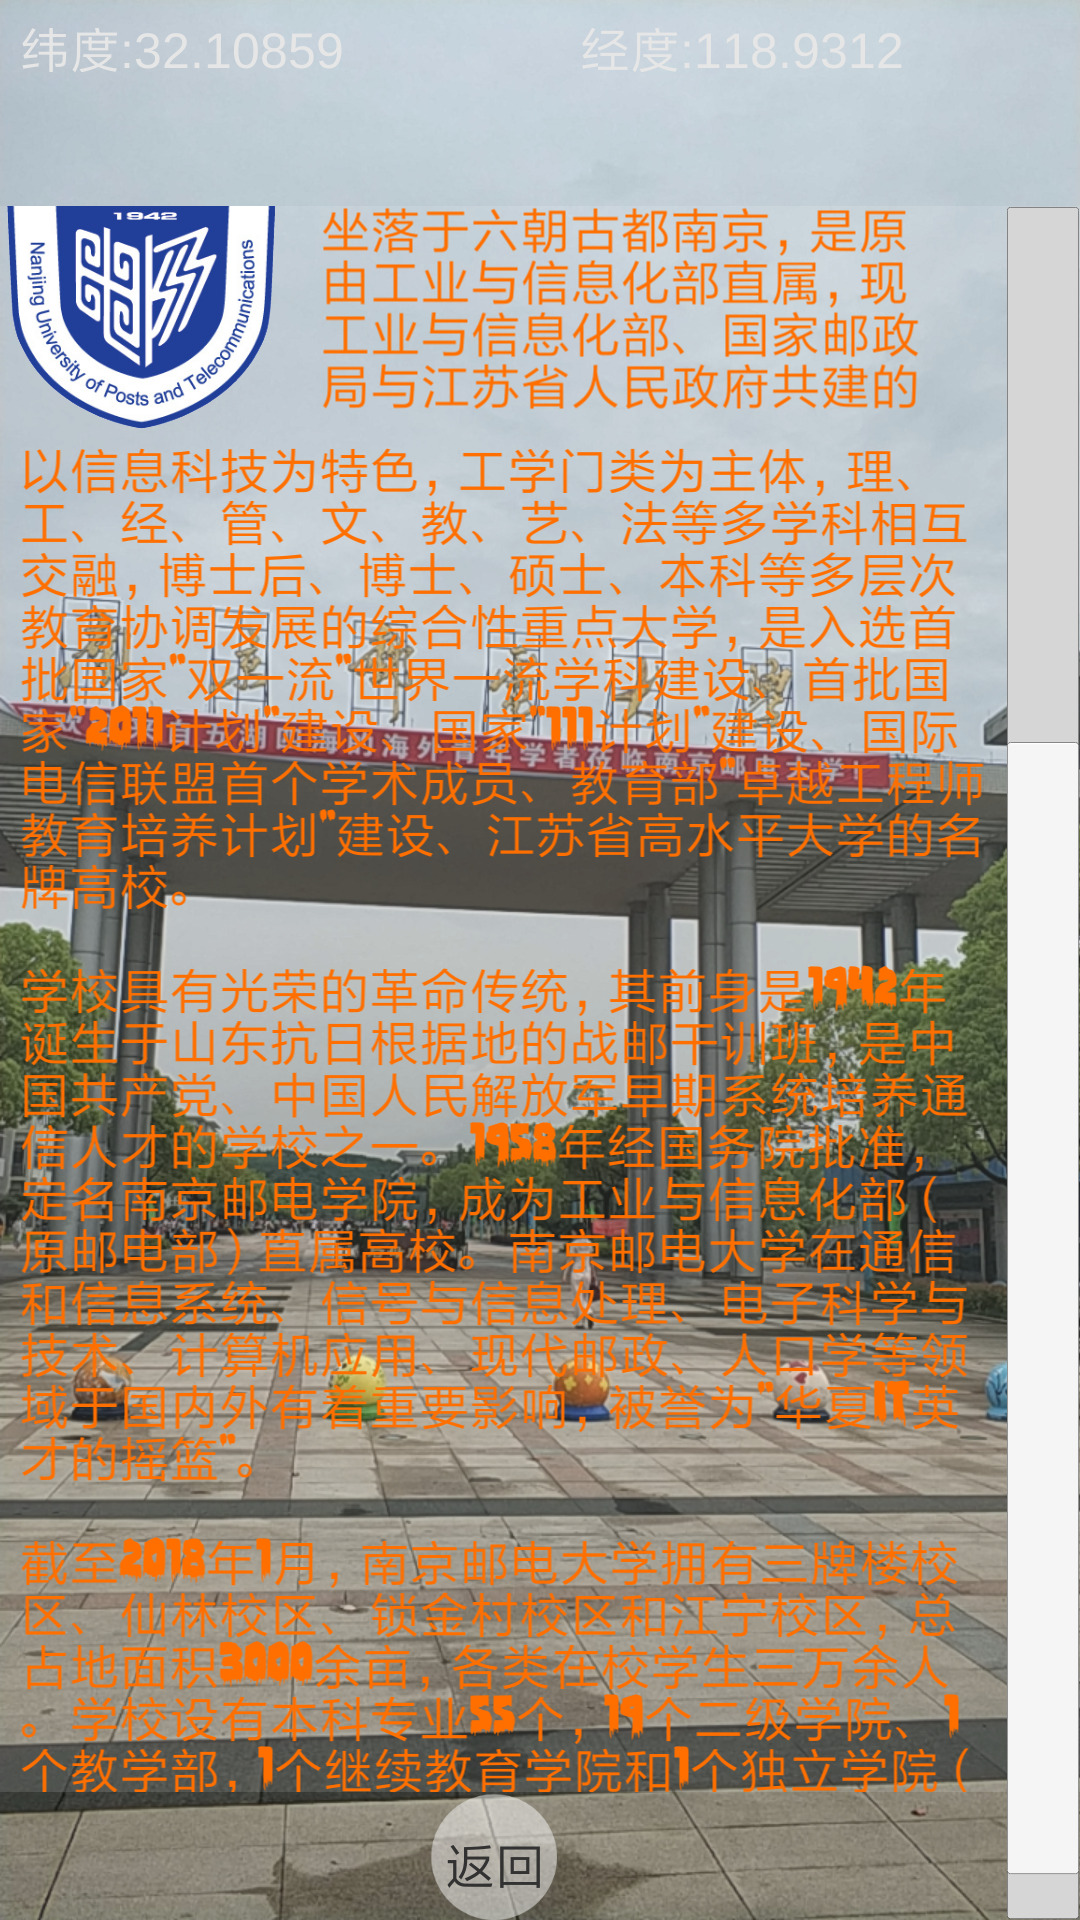 纬度:32.10859 经度:118.9312
1942
Nanjing University of Posts and Telecommunications
坐落于六朝古都南京，是原
由工业与信息化部直属，现
工业与信息化部、国家邮政
局与江苏省人民政府共建的
以信息科技为特色，工学门类为主体，理、
工、经、管、文、教、艺、法等多学科相互
交融，博士后、博士、硕士、本科等多层次
教育协调发展的综合性重点大学，是入选首
批国家"双一流"世界一流学科建设、首批国
家"2011计划"建设、国家"111计划"建设、国际
电信联盟首个学术成员、教育部"卓越工程师
教育培养计划"建设、江苏省高水平大学的名
牌高校。
学校具有光荣的革命传统，其前身是1942年
诞生于山东抗日根据地的战邮干训班，是中
国共产党、中国人民解放军早期系统培养通
信人才的学校之一。1958年经国务院批准，
定名南京邮电学院，成为工业与信息化部（
原邮电部）直属高校。南京邮电大学在通信
和信息系统、信号与信息处理、电子科学与
技术、计算机应用、现代邮政、人口学等领
域于国内外有着重要影响，被誉为"华夏IT英
才的摇篮"。
截至2018年1月，南京邮电大学拥有三牌楼校
区、仙林校区、锁金村校区和江宁校区，总
占地面积3000余亩，各类在校学生三万余人
。学校设有本科专业55个，19个二级学院、1
个教学部，1个继续教育学院和1个独立学院（
海外青年学者莅临南京邮电大学！
返回